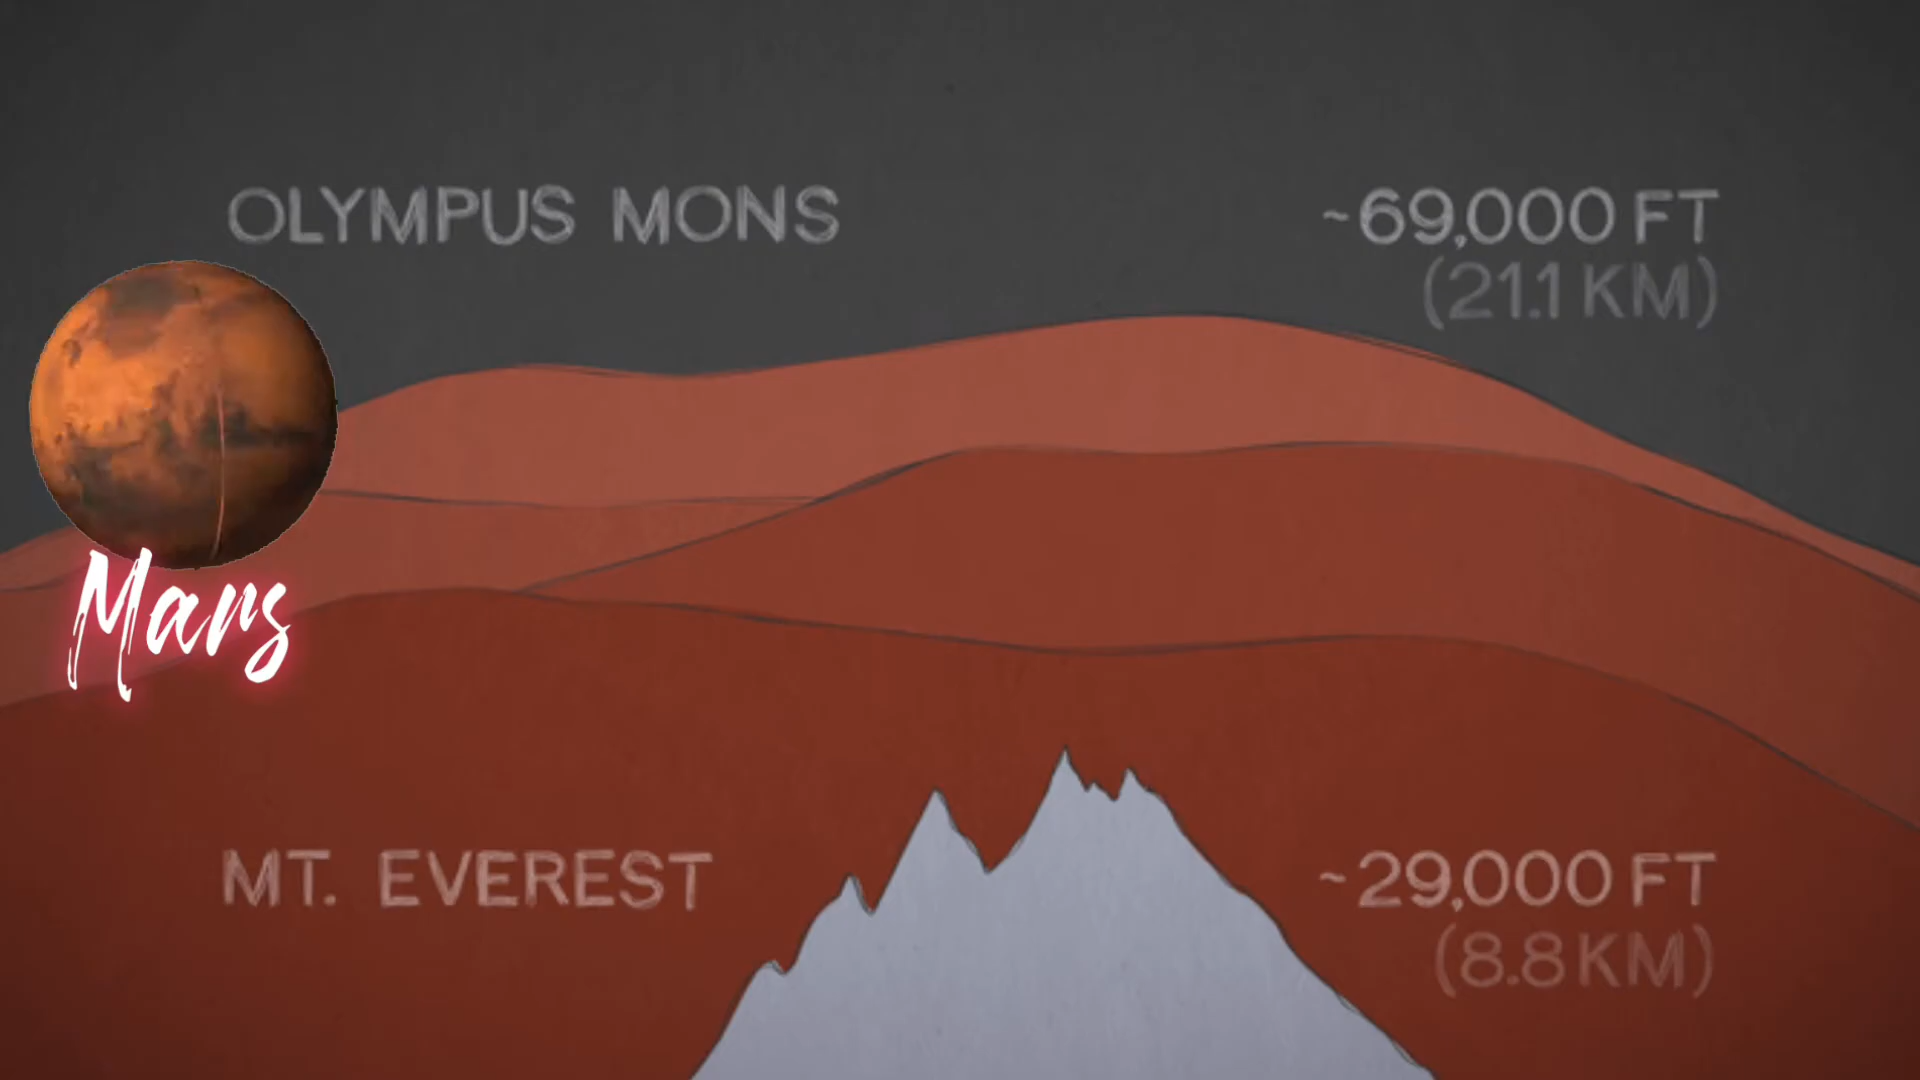 OLYMPUS MONS
~69,000 FT
(21.1 KM)
Mars
MT. EVEREST
~29,000 FT
(8.8 KM)